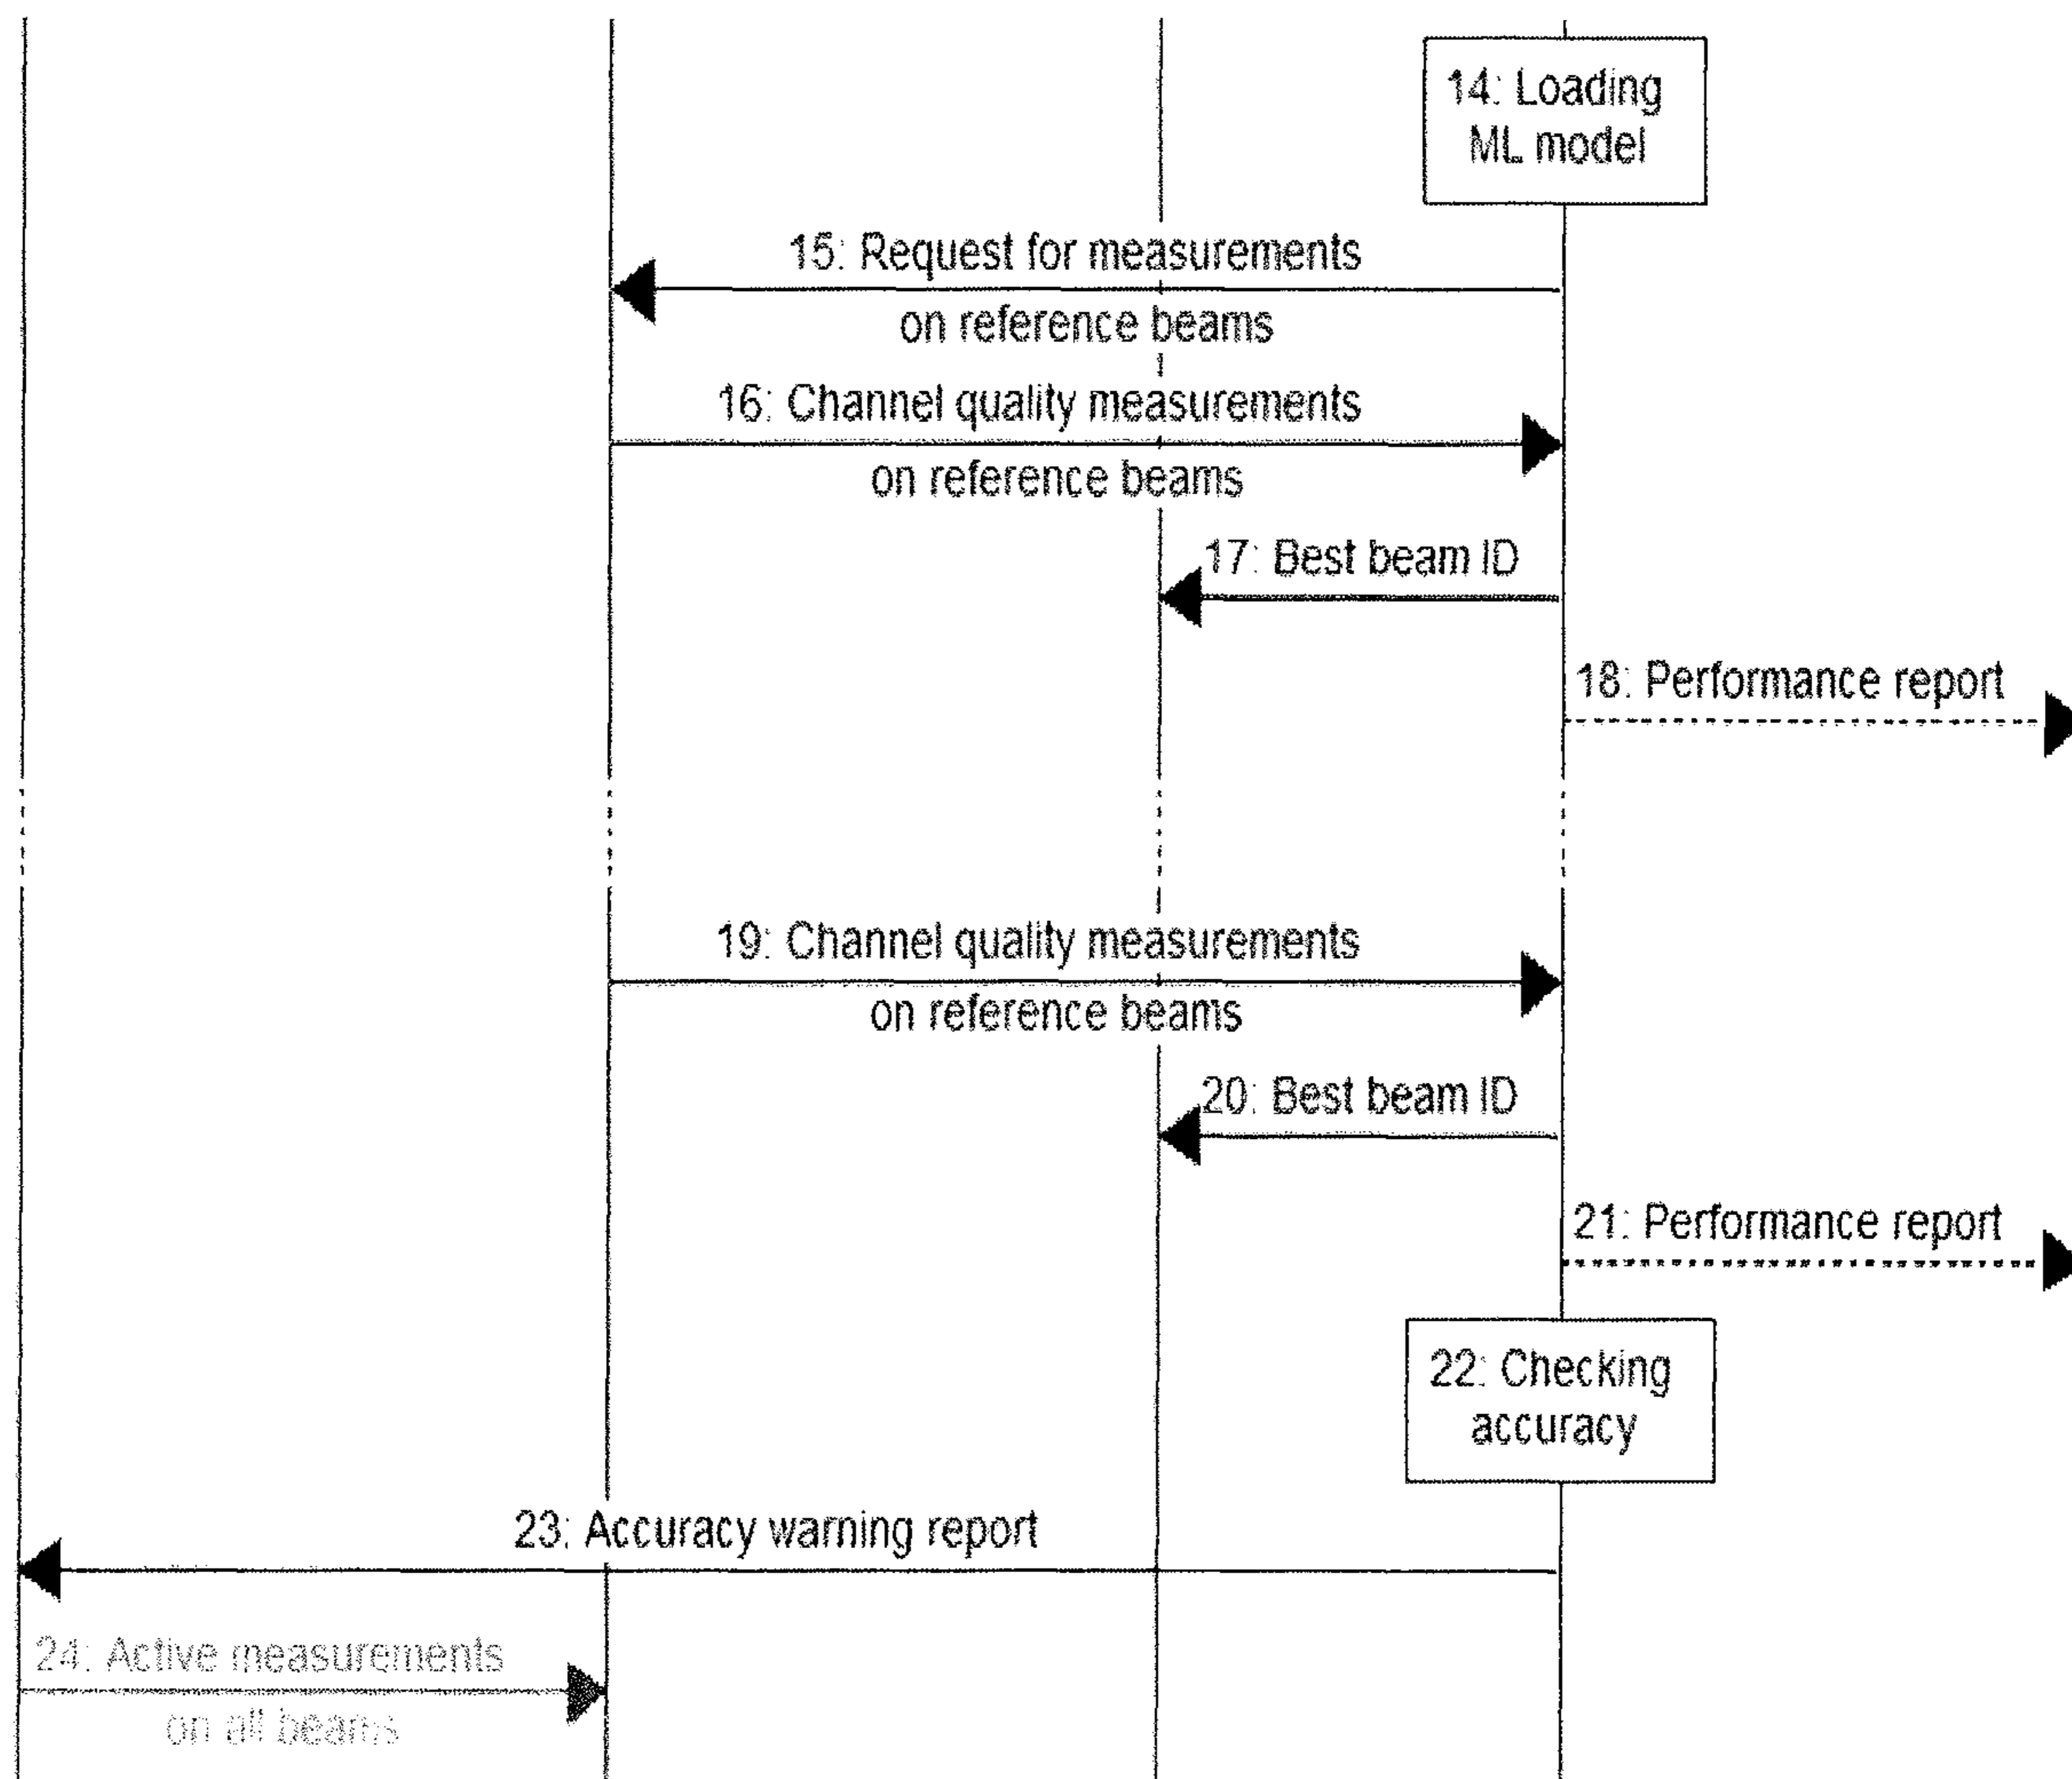 14: Loading
ML model
15: Request for measurements
on reference beams
16: Channel quality measurements
on reference beams
17: Best beam ID
18: Performance report
19: Channel quality measurements
on reference beams
20: Best beam ID
21: Performance report
22: Checking
accuracy
23: Accuracy warning report
24: Active measurements
on all beams